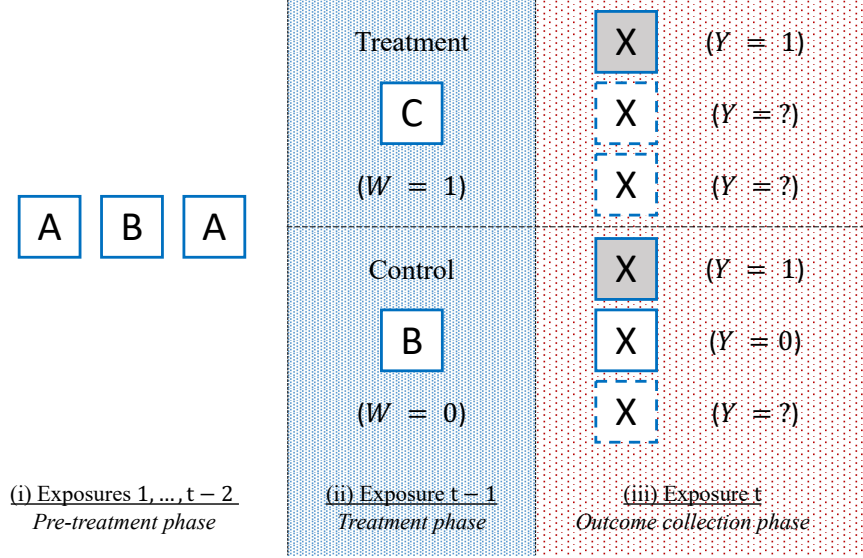 A B A
(i) Exposures 1, ..., t − 2
Pre-treatment phase
Treatment
C
(W = 1)
Control
B
(W = 0)
(ii) Exposure t − 1
Treatment phase
X (Y = 1)
X (Y = ?)
X (Y = ?)
X (Y = 1)
X (Y = 0)
X (Y = ?)
(iii) Exposure t
Outcome collection phase